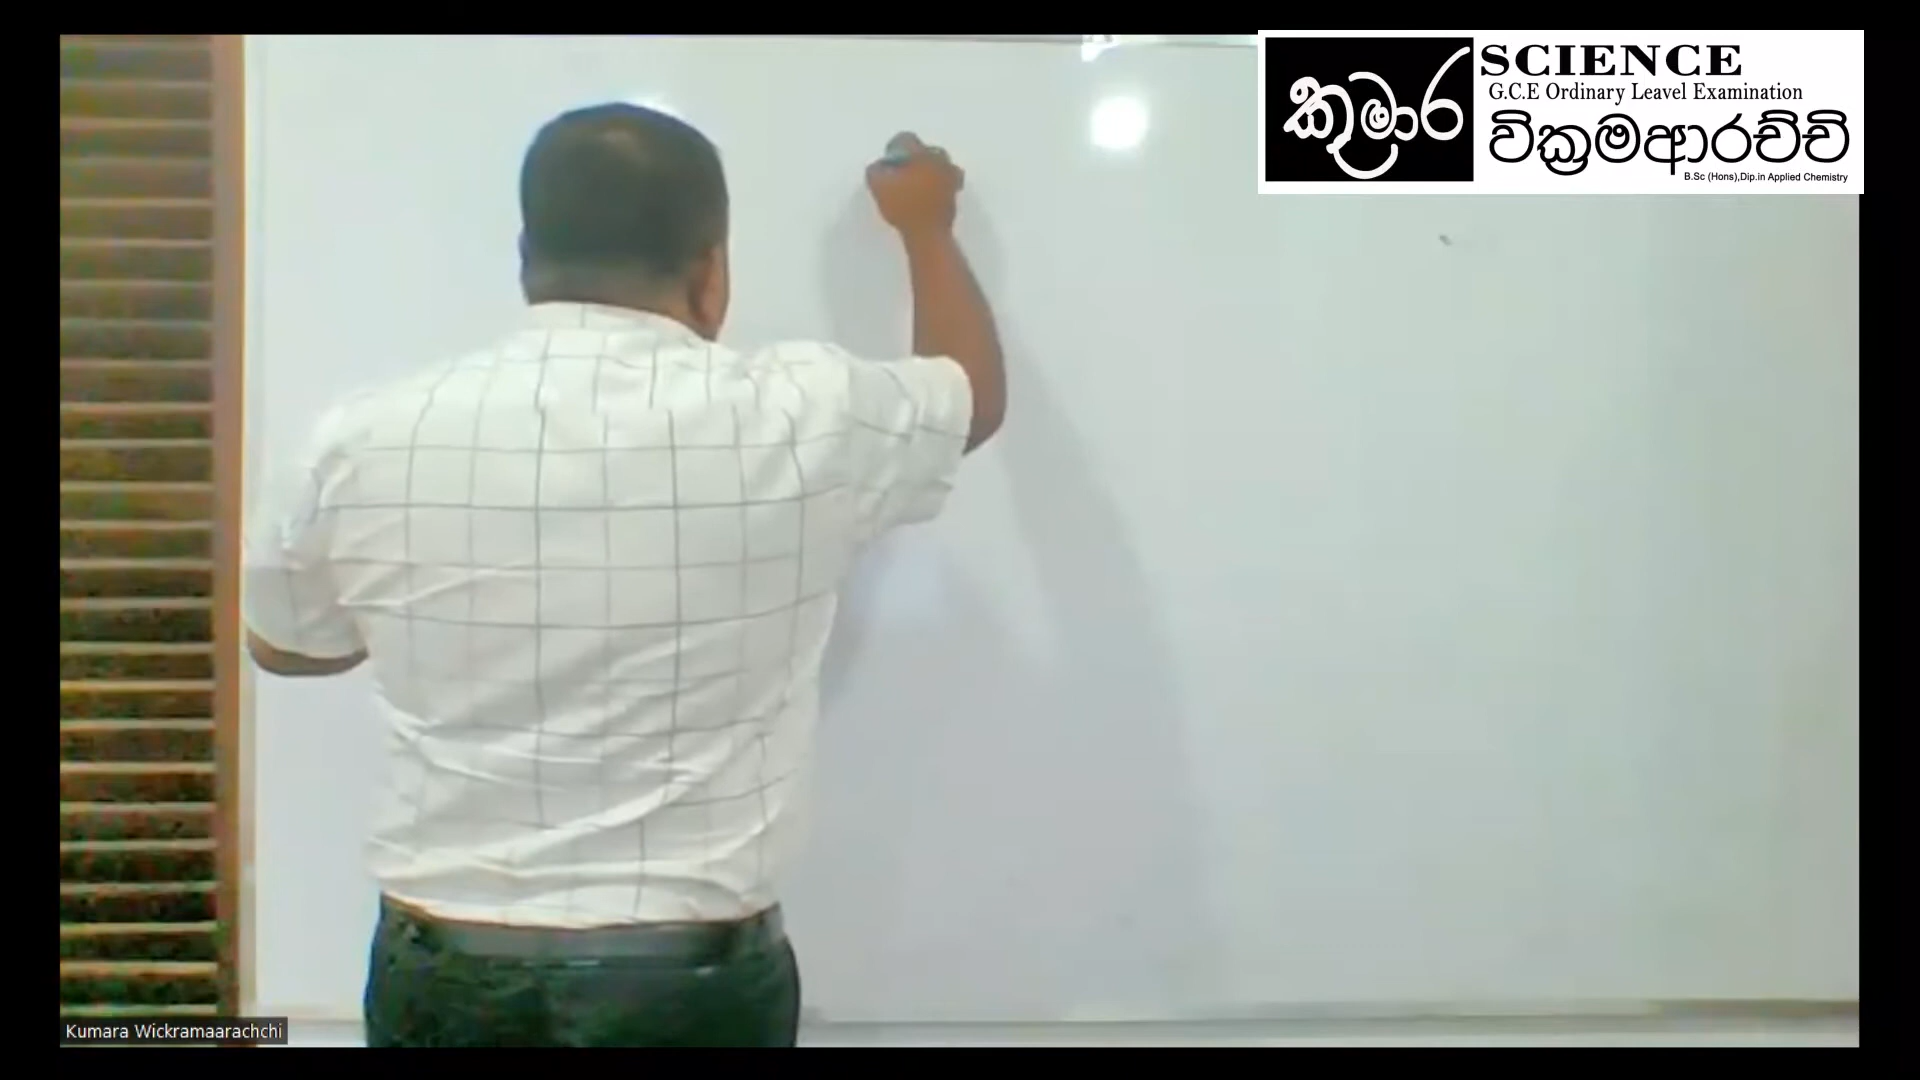 කුමාර
SCIENCE
G.C.E Ordinary Leavel Examination
වික්‍රමආරච්චි
B.Sc (Hons),Dip.in Applied Chemistry
Kumara Wickramaarachchi